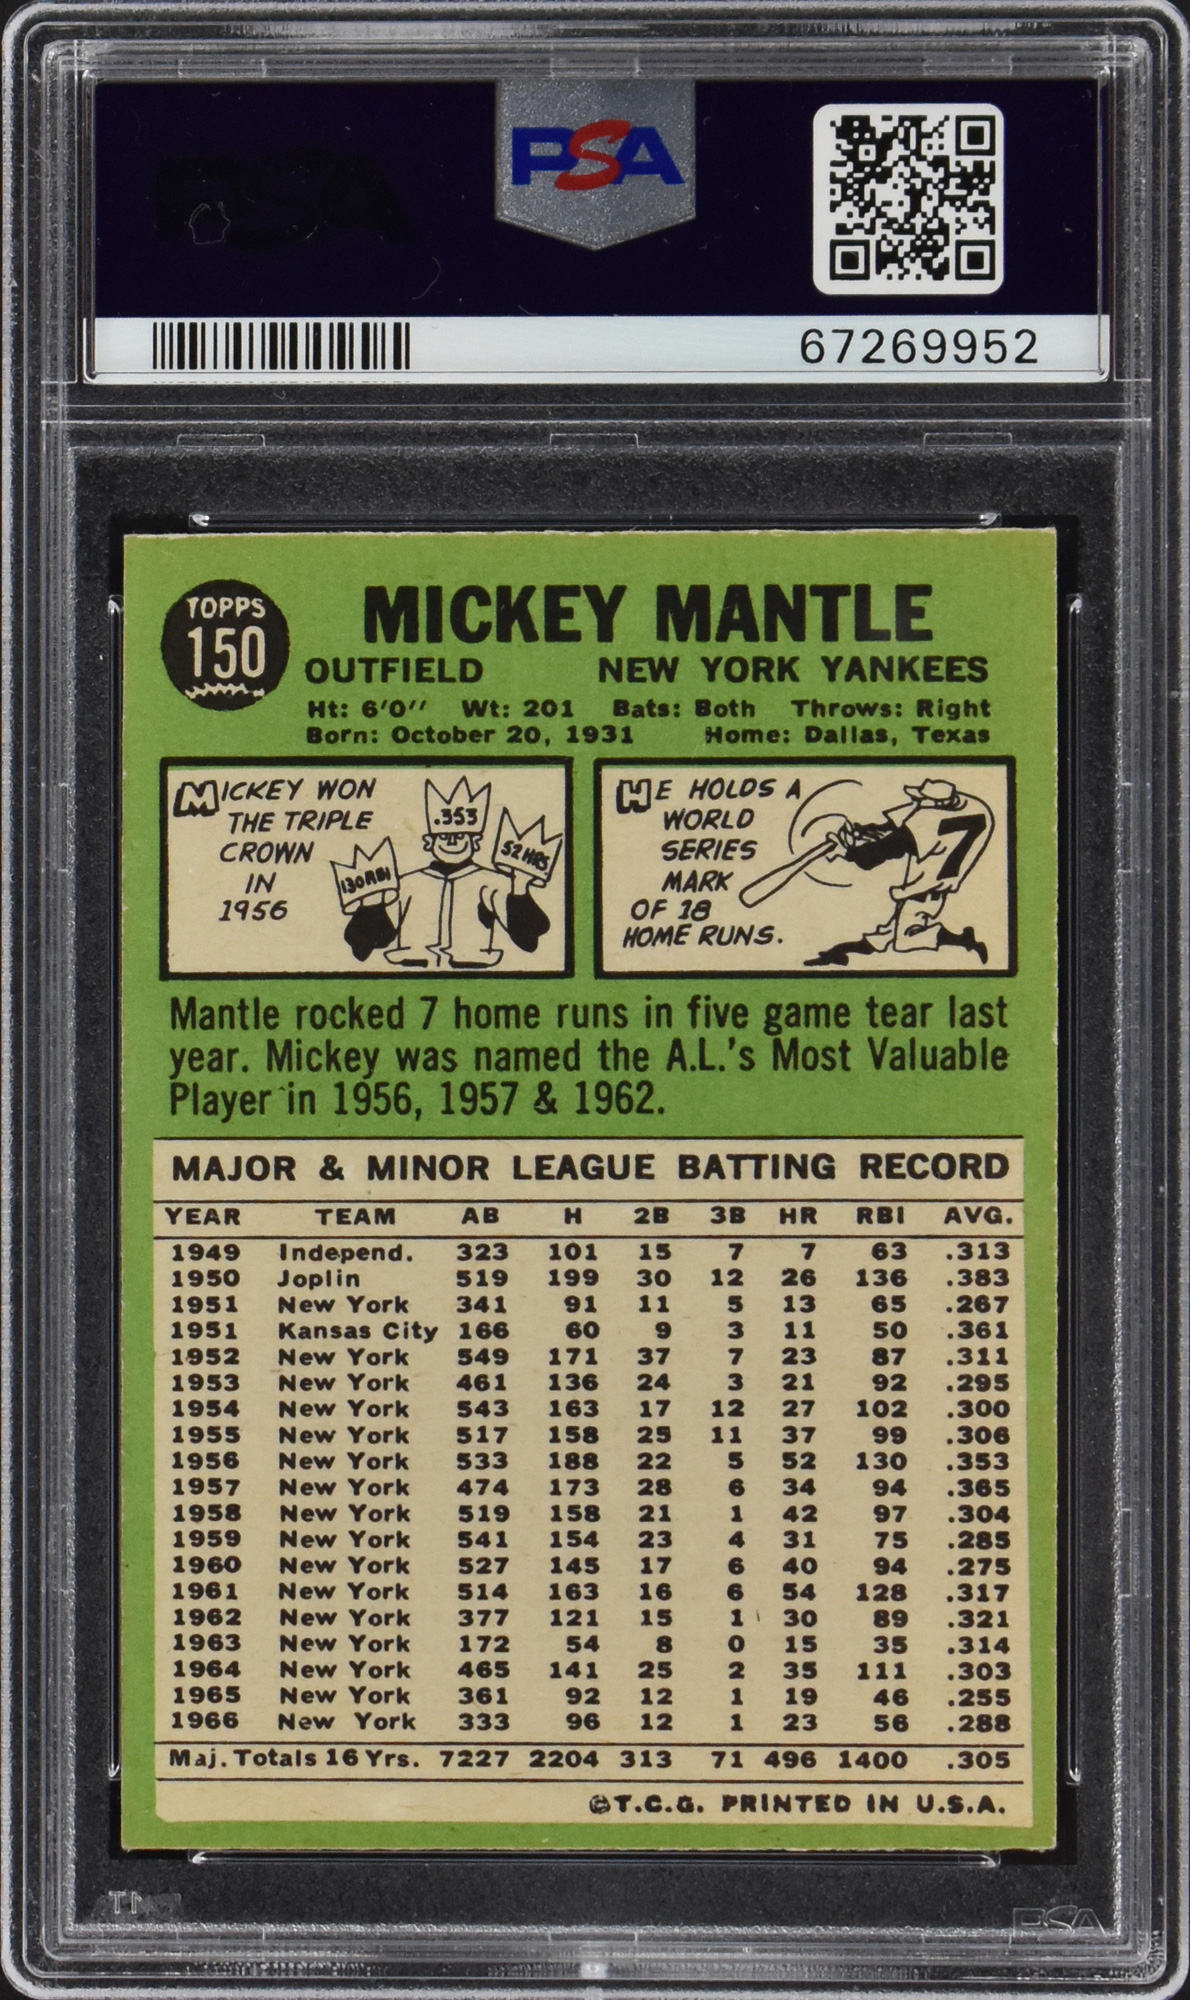 PSA
67269952
TOPPS
150
MICKEY MANTLE
OUTFIELD NEW YORK YANKEES
Ht: 6'0" Wt: 201 Bats: Both Throws: Right
Born: October 20, 1931 Home: Dallas, Texas
MICKEY WON
THE TRIPLE
CROWN
IN
1956
.353
130 RBI
52 HRS
HE HOLDS A
WORLD
SERIES
MARK
OF 18
HOME RUNS.
7
Mantle rocked 7 home runs in five game tear last
year. Mickey was named the A.L.'s Most Valuable
Player in 1956, 1957 & 1962.
MAJOR & MINOR LEAGUE BATTING RECORD
YEAR TEAM AB H 2B 3B HR RBI AVG.
1949 Independ. 323 101 15 7 7 63 .313
1950 Joplin 519 199 30 12 26 136 .383
1951 New York 341 91 11 5 13 65 .267
1951 Kansas City 166 60 9 3 11 50 .361
1952 New York 549 171 37 7 23 87 .311
1953 New York 461 136 24 3 21 92 .295
1954 New York 543 163 17 12 27 102 .300
1955 New York 517 158 25 11 37 99 .306
1956 New York 533 188 22 5 52 130 .353
1957 New York 474 173 28 6 34 94 .365
1958 New York 519 158 21 1 42 97 .304
1959 New York 541 154 23 4 31 75 .285
1960 New York 527 145 17 6 40 94 .275
1961 New York 514 163 16 6 54 128 .317
1962 New York 377 121 15 1 30 89 .321
1963 New York 172 54 8 0 15 35 .314
1964 New York 465 141 25 2 35 111 .303
1965 New York 361 92 12 1 19 46 .255
1966 New York 333 96 12 1 23 56 .288
Maj. Totals 16 Yrs. 7227 2204 313 71 496 1400 .305
©T.C.G. PRINTED IN U.S.A.
PSA